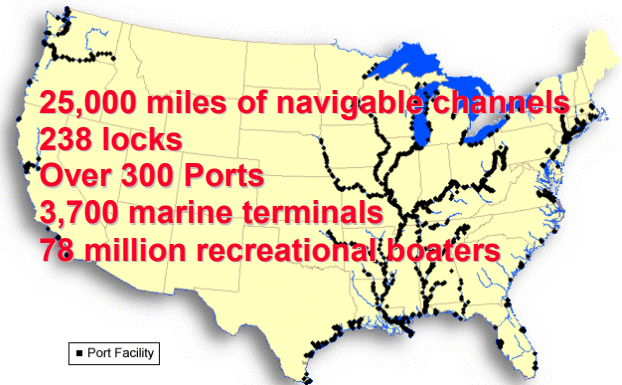 25,000 miles of navigable channels
238 locks
Over 300 Ports
3,700 marine terminals
78 million recreational boaters
Port Facility